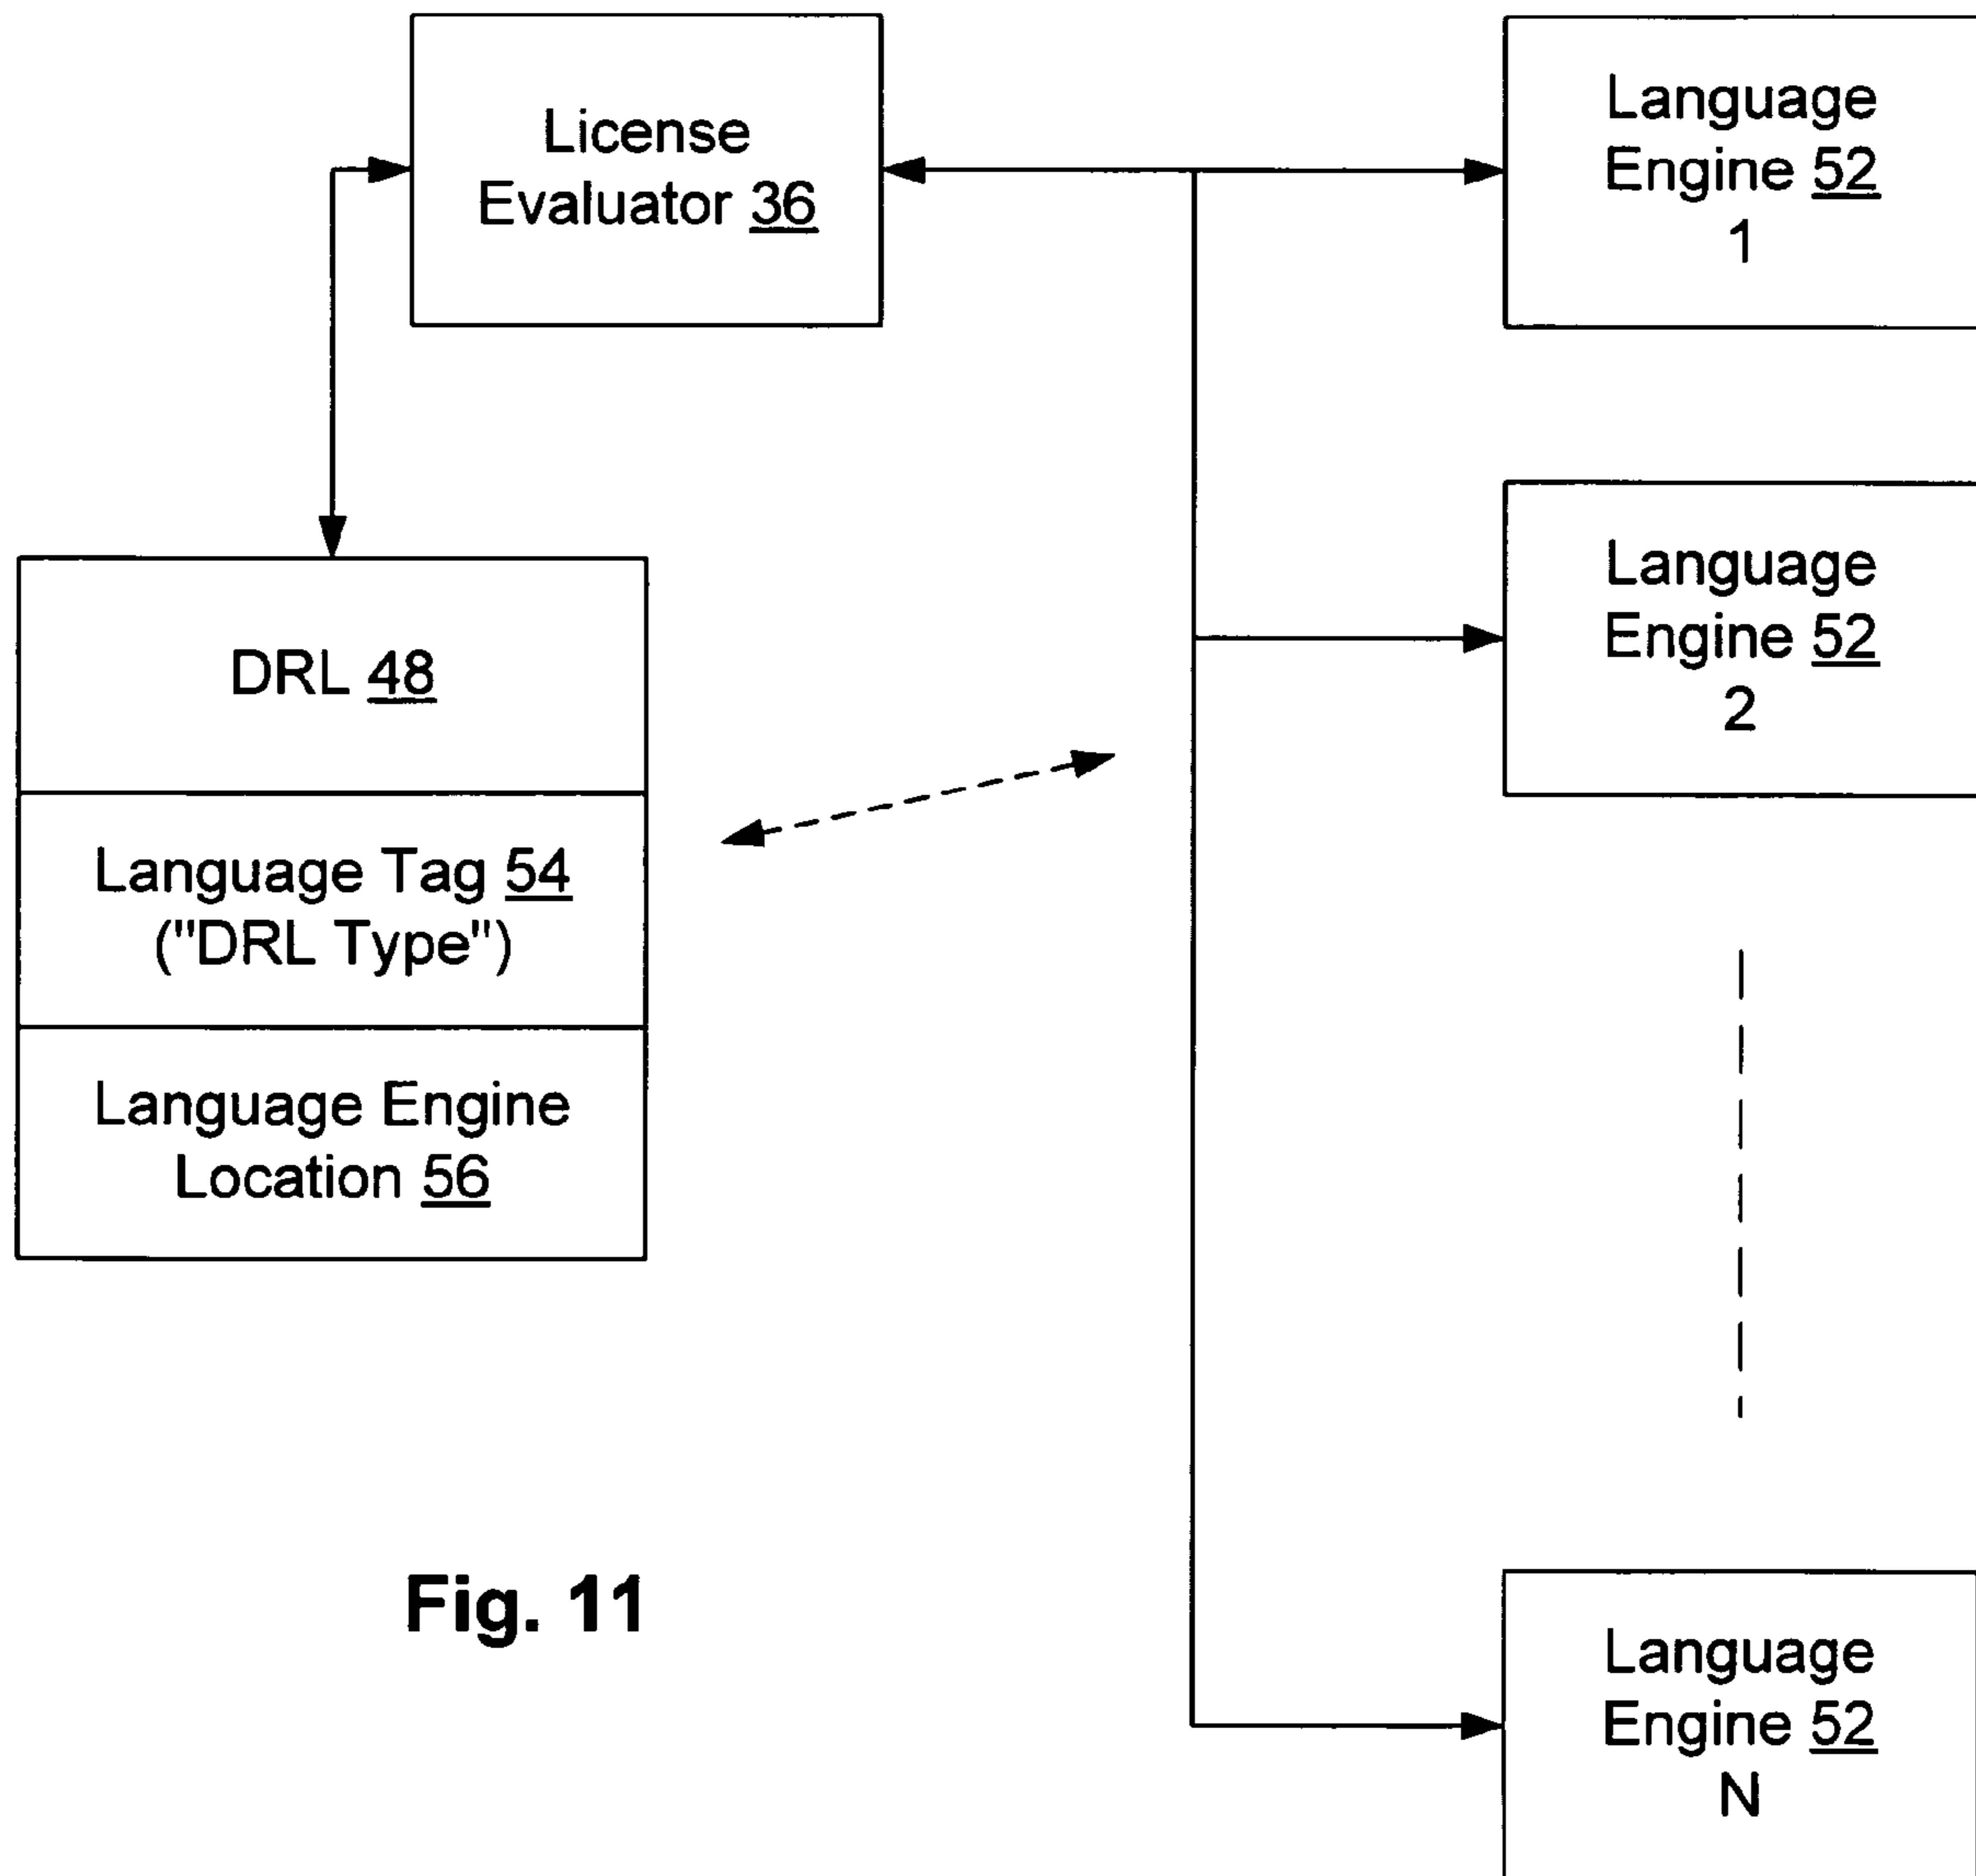 License
Evaluator 36
Language
Engine 52
1
Language
Engine 52
2
DRL 48
Language Tag 54
("DRL Type")
Language Engine
Location 56
Fig. 11
Language
Engine 52
N